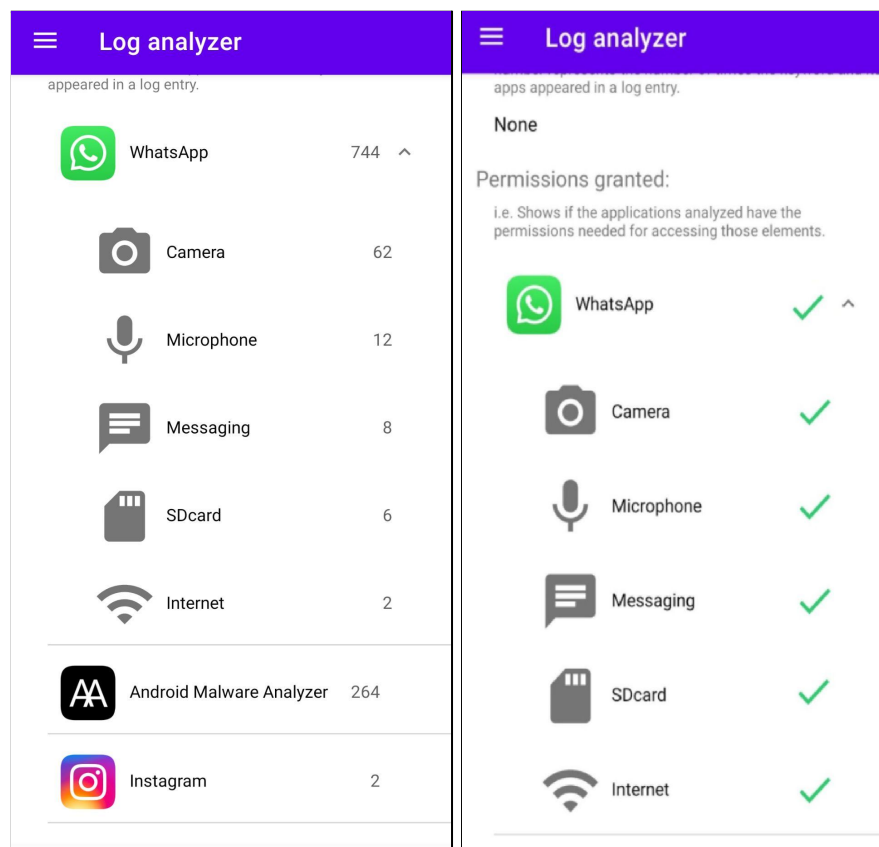 Log analyzer
appeared in a log entry.
WhatsApp 744
Camera 62
Microphone 12
Messaging 8
SDcard 6
Internet 2
AA Android Malware Analyzer 264
Instagram 2
Log analyzer
apps appeared in a log entry.
None
Permissions granted:
i.e. Shows if the applications analyzed have the
permissions needed for accessing those elements.
WhatsApp
Camera
Microphone
Messaging
SDcard
Internet